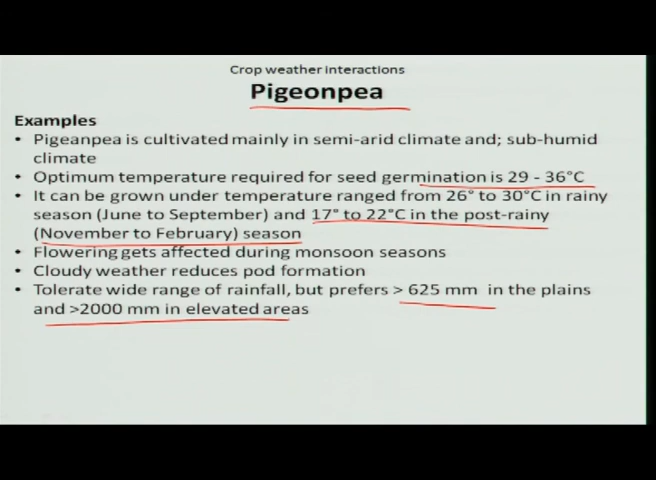 Crop weather interactions
Pigeonpea
Examples
• Pigeanpea is cultivated mainly in semi-arid climate and; sub-humid
climate
• Optimum temperature required for seed germination is 29 - 36°C
• It can be grown under temperature ranged from 26° to 30°C in rainy
season (June to September) and 17° to 22°C in the post-rainy
(November to February) season
• Flowering gets affected during monsoon seasons
• Cloudy weather reduces pod formation
• Tolerate wide range of rainfall, but prefers > 625 mm in the plains
and >2000 mm in elevated areas